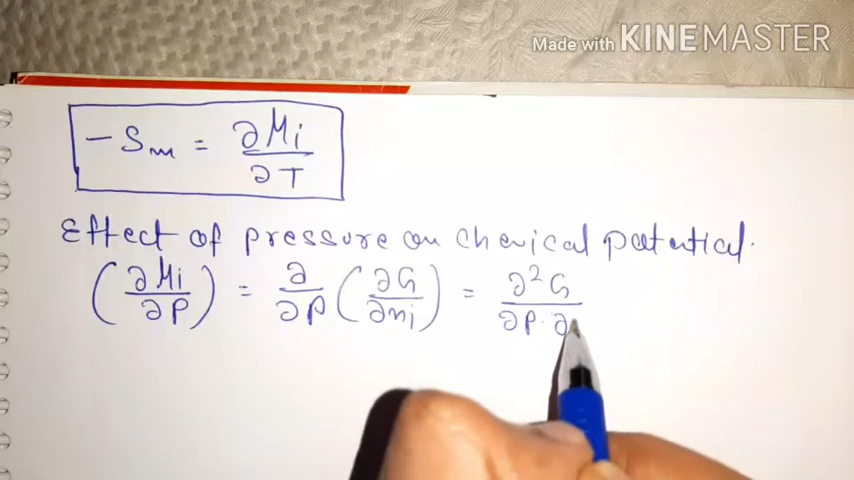 Made with KINEMASTER
- Sm = ∂μi / ∂T
Effect of pressure on chemical potential.
(∂μi / ∂P) = ∂/∂P (∂G / ∂ni) = ∂²G / ∂P·∂